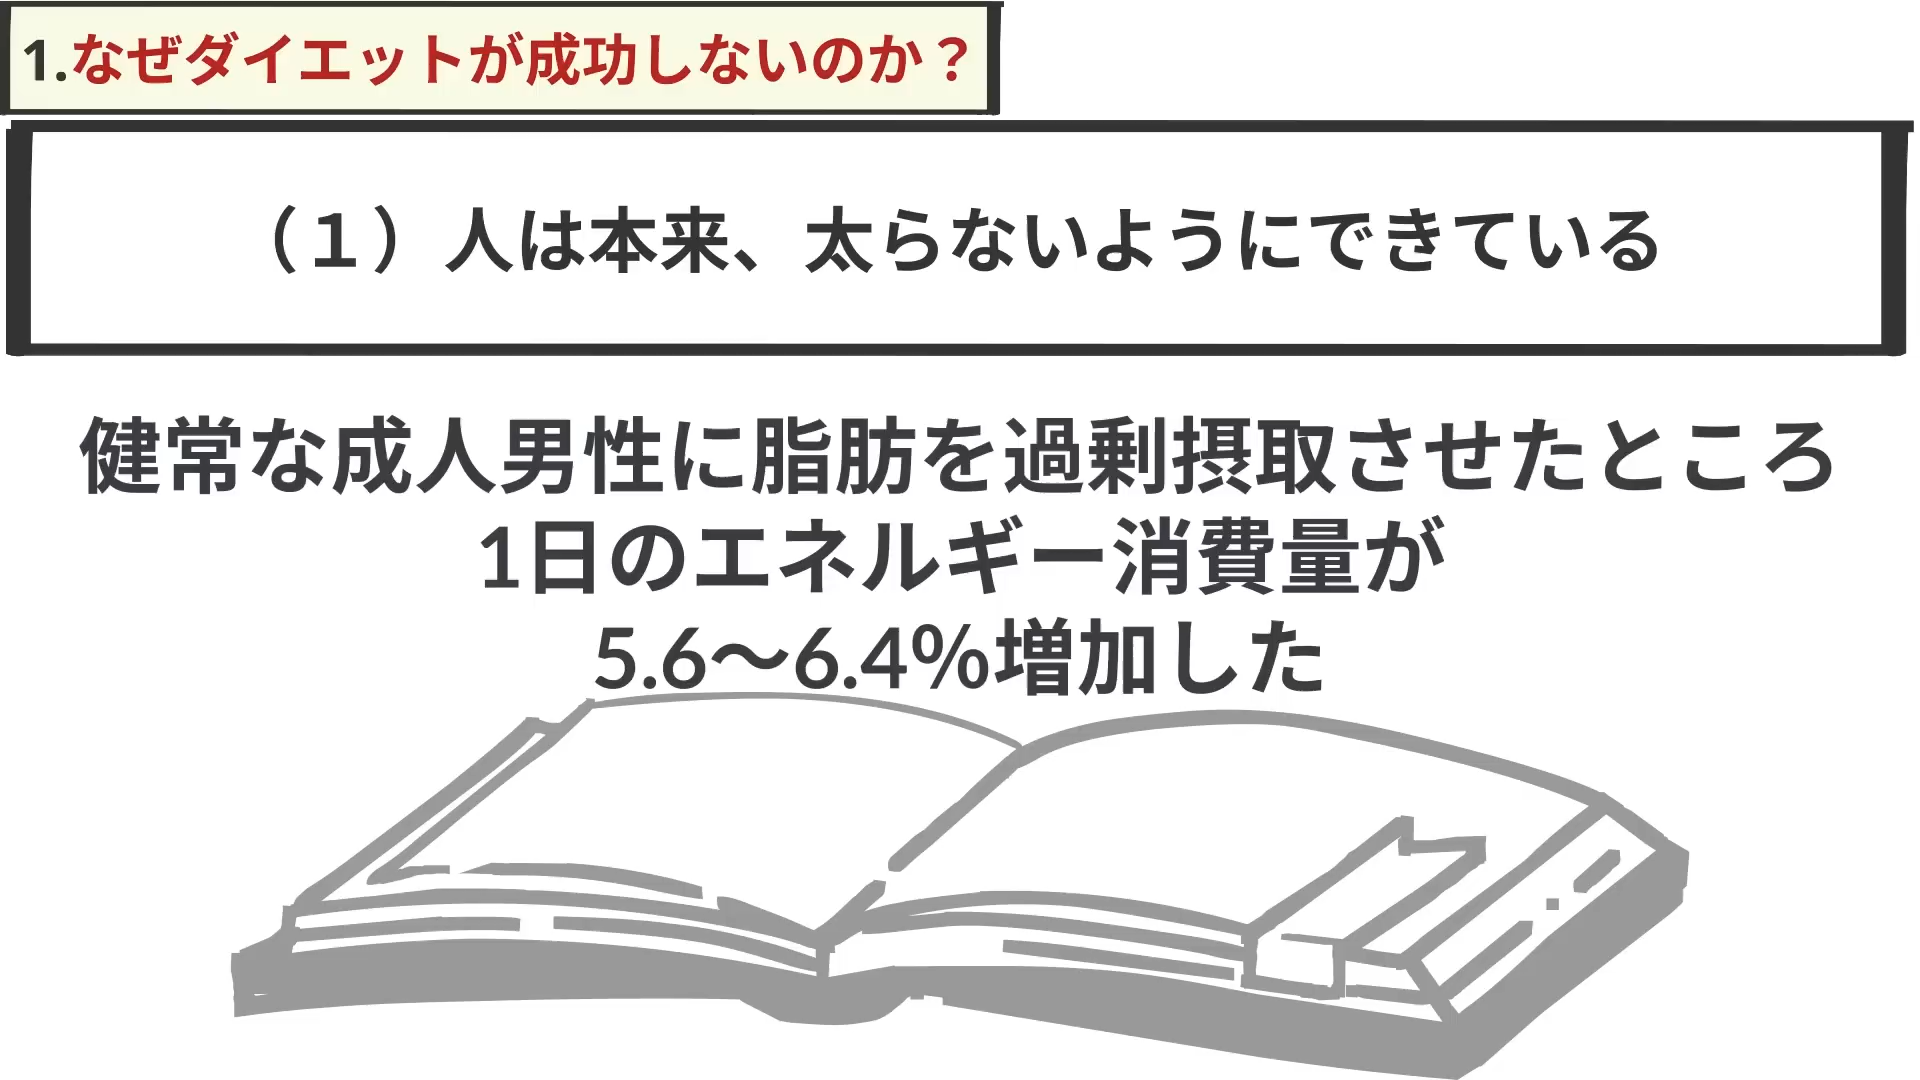 1.なぜダイエットが成功しないのか？
（１）人は本来、太らないようにできている
健常な成人男性に脂肪を過剰摂取させたところ
1日のエネルギー消費量が
5.6〜6.4%増加した